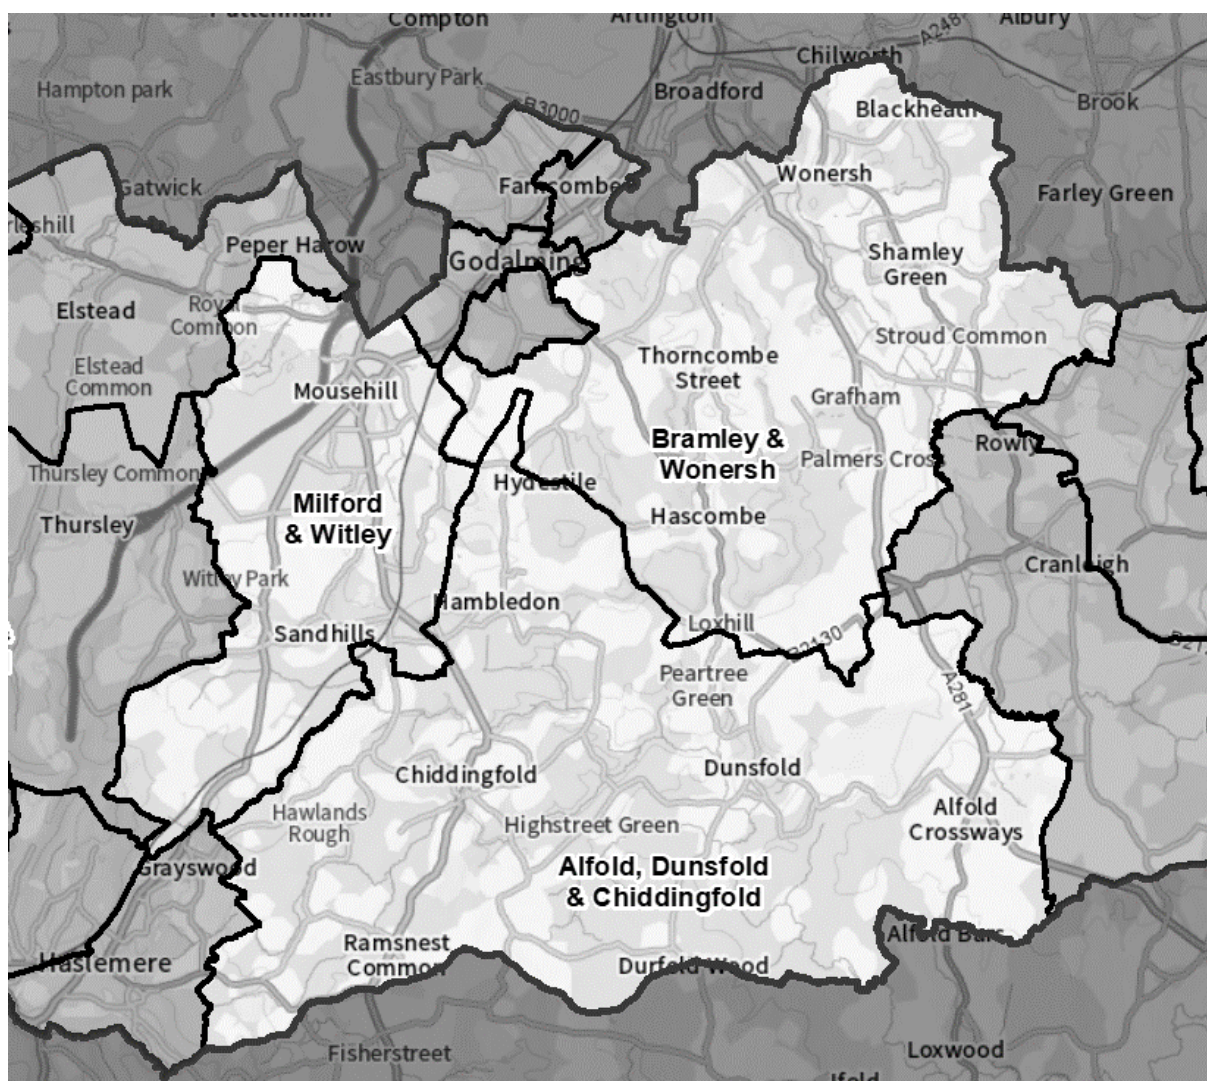 Compton
Artington
Albury
A248
Chilworth
Eastbury Park
Hampton park
Broadford
Brook
B3000
Blackheath
Wonersh
Gatwick
Farncombe
Farley Green
Peper Harow
Godalming
Shamley
Green
Elstead
Royal
Common
Stroud Common
Elstead
Common
Thorncombe
Street
Mousehill
Grafham
Bramley &
Wonersh
Rowly
Palmers Cross
Thursley Common
Hydestile
Milford
& Witley
Hascombe
Thursley
Cranleigh
Witley Park
Hambledon
Loxhill
Sandhills
B2130
Peartree
Green
A281
Chiddingfold
Dunsfold
Hawlands
Rough
Highstreet Green
Alfold
Crossways
Grayswood
Alfold, Dunsfold
& Chiddingfold
Alfold Bars
Ramsnest
Common
Haslemere
Durfold Wood
Fisherstreet
Loxwood